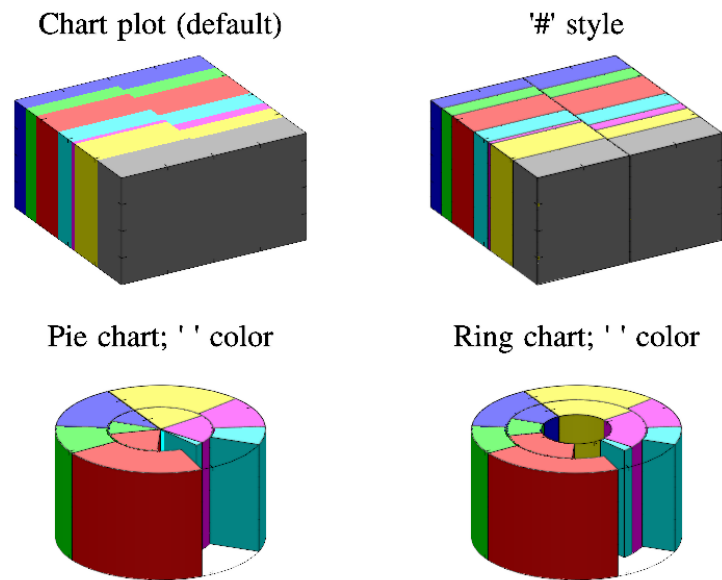 Chart plot (default)
'#' style
Pie chart; ' ' color
Ring chart; ' ' color